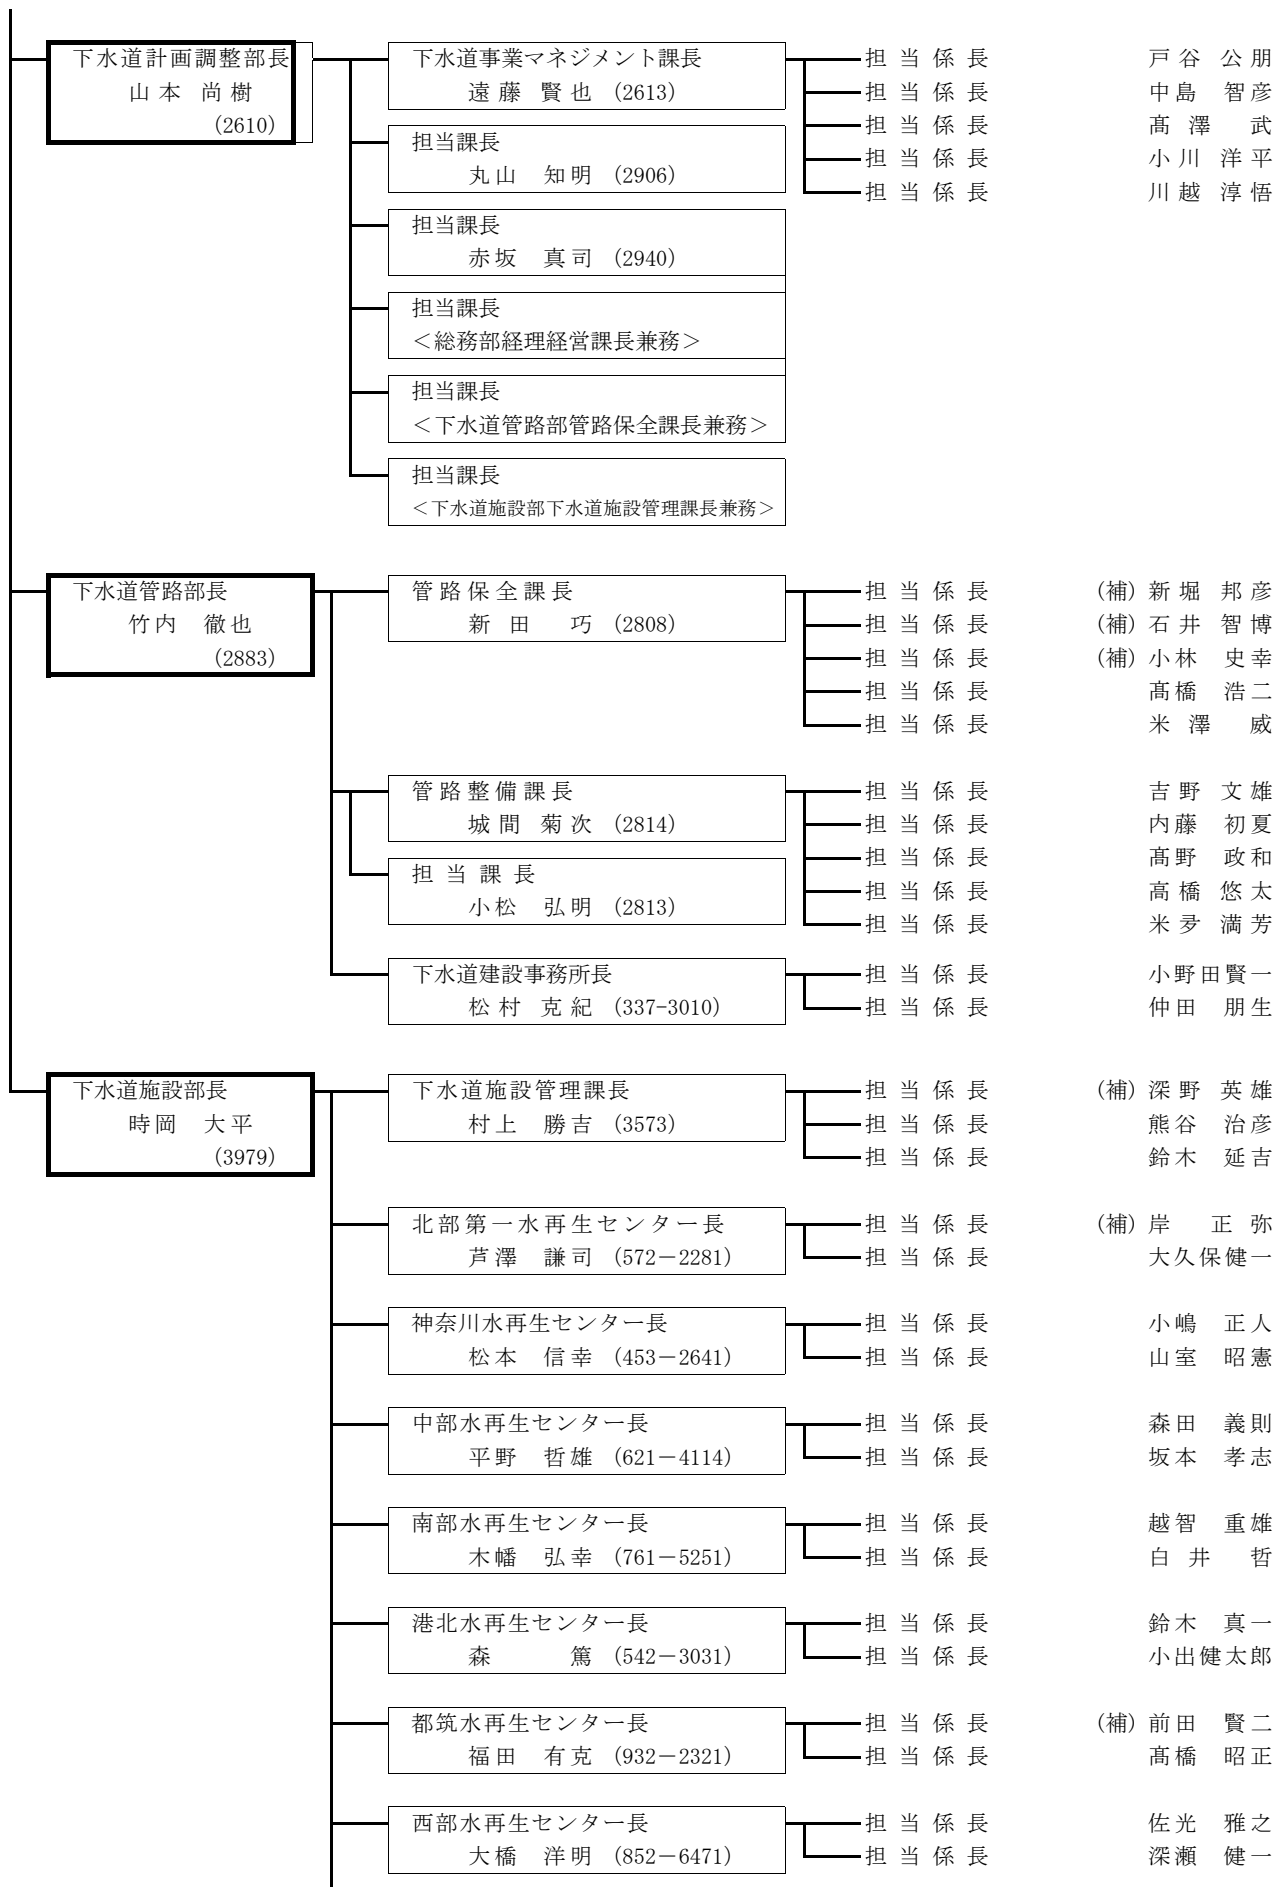 下水道計画調整部長 下水道事業マネジメント課長 担当係長 戸谷 公朋
山本 尚樹 遠藤 賢也 (2613) 担当係長 中島 智彦
(2610) 担当係長 髙澤 武
担当課長 担当係長 小川 洋平
丸山 知明 (2906) 担当係長 川越 淳悟
担当課長
赤坂 真司 (2940)
担当課長
＜総務部経理経営課長兼務＞
担当課長
＜下水道管路部管路保全課長兼務＞
担当課長
＜下水道施設部下水道施設管理課長兼務＞
下水道管路部長 管路保全課長 担当係長 (補) 新堀 邦彦
竹内 徹也 新田 巧 (2808) 担当係長 (補) 石井 智博
(2883) 担当係長 (補) 小林 史幸
担当係長 髙橋 浩二
担当係長 米澤 威
管路整備課長 担当係長 吉野 文雄
城間 菊次 (2814) 担当係長 内藤 初夏
担当課長 担当係長 髙野 政和
小松 弘明 (2813) 担当係長 高橋 悠太
担当係長 米夛 満芳
下水道建設事務所長 担当係長 小野田賢一
松村 克紀 (337-3010) 担当係長 仲田 朋生
下水道施設部長 下水道施設管理課長 担当係長 (補) 深野 英雄
時岡 大平 村上 勝吉 (3573) 担当係長 熊谷 治彦
(3979) 担当係長 鈴木 延吉
北部第一水再生センター長 担当係長 (補) 岸 正弥
芦澤 謙司 (572－2281) 担当係長 大久保健一
神奈川水再生センター長 担当係長 小嶋 正人
松本 信幸 (453－2641) 担当係長 山室 昭憲
中部水再生センター長 担当係長 森田 義則
平野 哲雄 (621－4114) 担当係長 坂本 孝志
南部水再生センター長 担当係長 越智 重雄
木幡 弘幸 (761－5251) 担当係長 白井 哲
港北水再生センター長 担当係長 鈴木 真一
森 篤 (542－3031) 担当係長 小出健太郎
都筑水再生センター長 担当係長 (補) 前田 賢二
福田 有克 (932－2321) 担当係長 髙橋 昭正
西部水再生センター長 担当係長 佐光 雅之
大橋 洋明 (852－6471) 担当係長 深瀬 健一